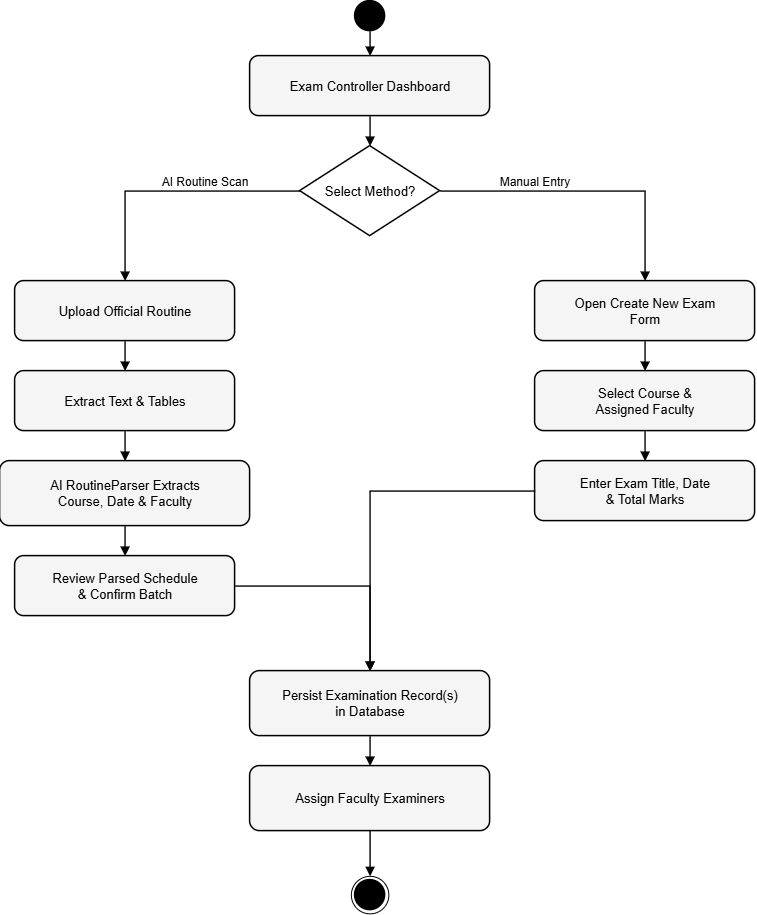 Exam Controller Dashboard
Select Method?
AI Routine Scan
Manual Entry
Upload Official Routine
Extract Text & Tables
AI RoutineParser Extracts
Course, Date & Faculty
Review Parsed Schedule
& Confirm Batch
Open Create New Exam
Form
Select Course &
Assigned Faculty
Enter Exam Title, Date
& Total Marks
Persist Examination Record(s)
in Database
Assign Faculty Examiners